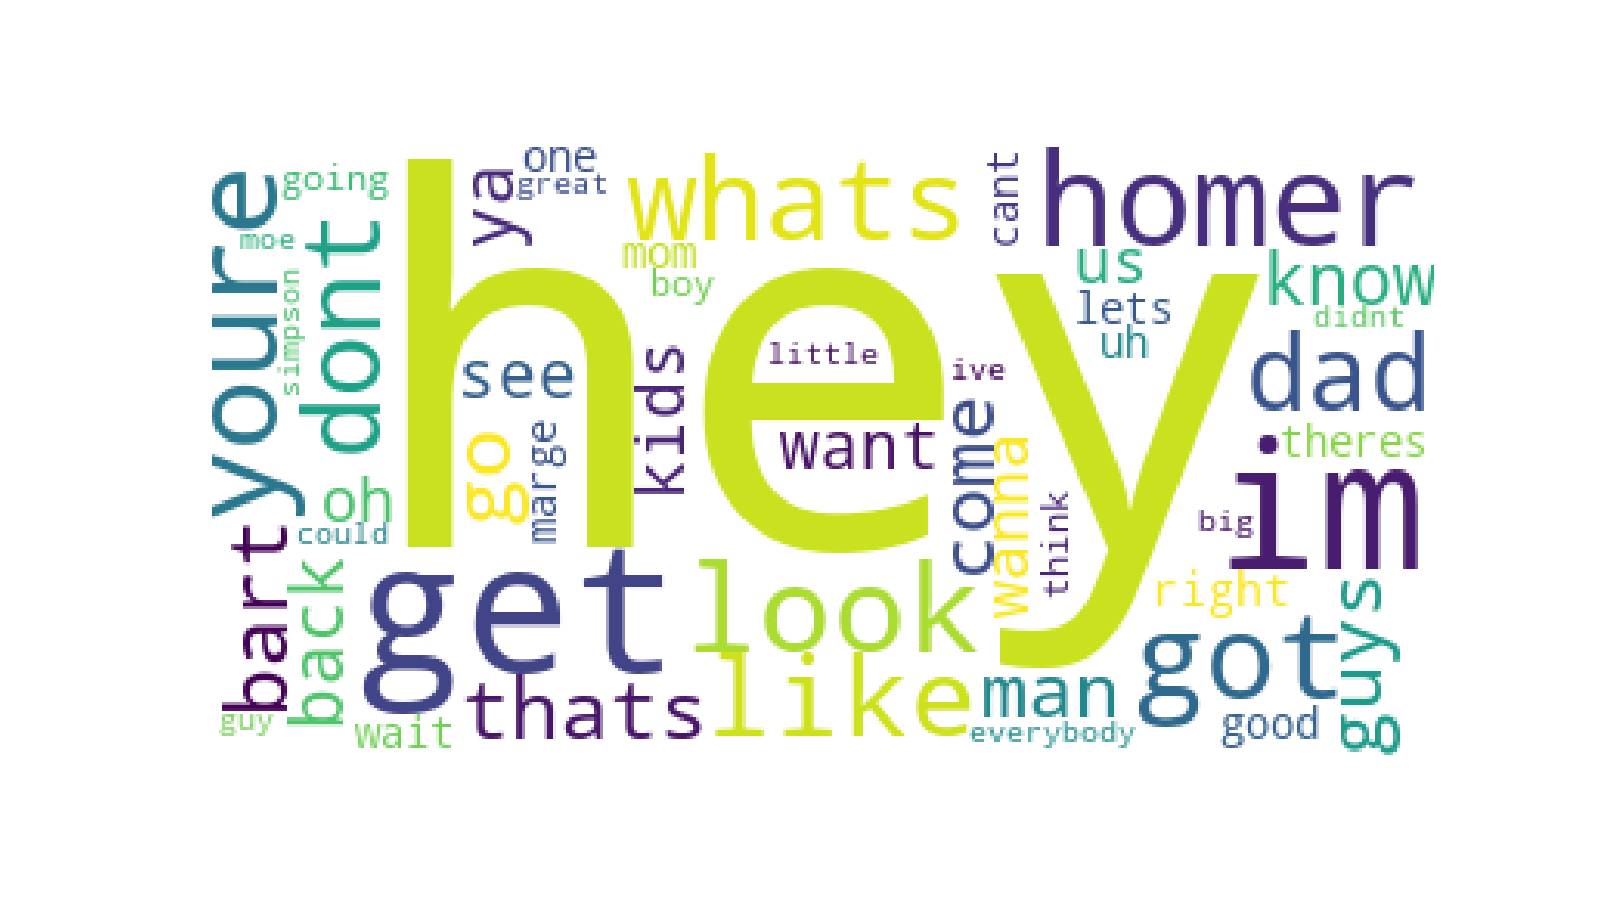 going
youre
moe
simpson
dont
ya
one
great
whats
mom
boy
cant
homer
us
lets
uh
know
didnt
hey
see
kids
little
ive
dad
theres
go
marge
want
come
wanna
think
big
im
oh
could
bart
back
get
look
right
guys
got
guy
wait
thats
like
man
everybody
good